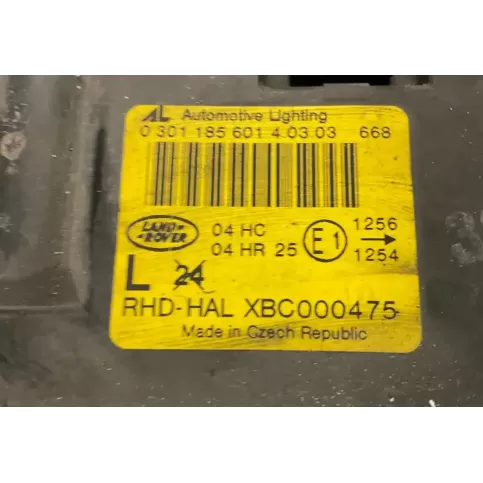 AL Automotive Lighting
0 301 185 601 4 03 03 668
LAND
ROVER
04 HC
04 HR 25
E1
1256
1254
L 24
RHD-HAL XBC000475
Made in Czech Republic